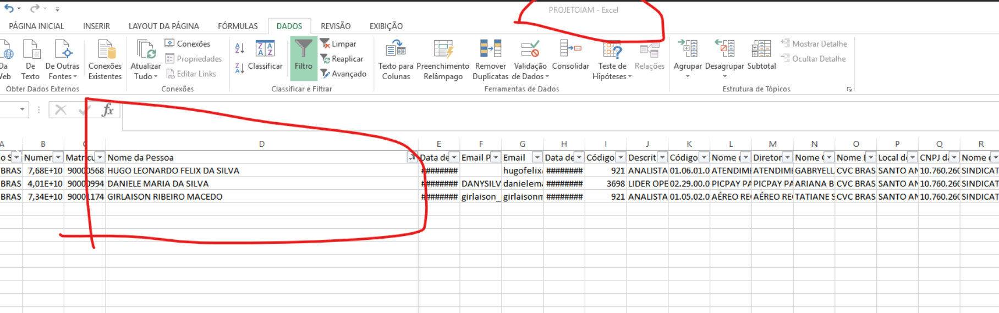 PROJETOIAM - Excel
PÁGINA INICIAL INSERIR LAYOUT DA PÁGINA FÓRMULAS DADOS REVISÃO EXIBIÇÃO
Da Web
De Texto
De Outras Fontes
Conexões Existentes
Obter Dados Externos
Atualizar Tudo
Conexões
Propriedades
Editar Links
Conexões
Classificar
Filtro
Limpar
Reaplicar
Avançado
Classificar e Filtrar
Texto para Colunas
Preenchimento Relâmpago
Remover Duplicatas
Validação de Dados
Consolidar
Teste de Hipóteses
Relações
Ferramentas de Dados
Agrupar
Desagrupar
Subtotal
Mostrar Detalhe
Ocultar Detalhe
Estrutura de Tópicos
fx
A B C D E F G H I J K L M N O P Q R
o S Numer Matrícu Nome da Pessoa Data de Email P Email Data de Código Descrit Código Nome Diretor Nome Nome Local d CNPJ da Nome
BRAS 7,68E+10 90000568 HUGO LEONARDO FELIX DA SILVA ######## hugofelix ######## 921 ANALISTA 01.06.01.0 ATENDIME ATENDIME GABRYELL CVC BRAS SANTO AN 10.760.260 SINDICAT
BRAS 4,01E+10 90000994 DANIELE MARIA DA SILVA ######## DANYSILV danielema ######## 3698 LIDER OPE 02.29.00.0 PICPAY PA PICPAY PA ARIANA B CVC BRAS SANTO AN 10.760.260 SINDICAT
BRAS 7,34E+10 90001174 GIRLAISON RIBEIRO MACEDO ######## girlaison_ girlaisonm ######## 921 ANALISTA 01.05.02.0 AÉREO RE AÉREO RE TATIANE S CVC BRAS SANTO AN 10.760.260 SINDICAT